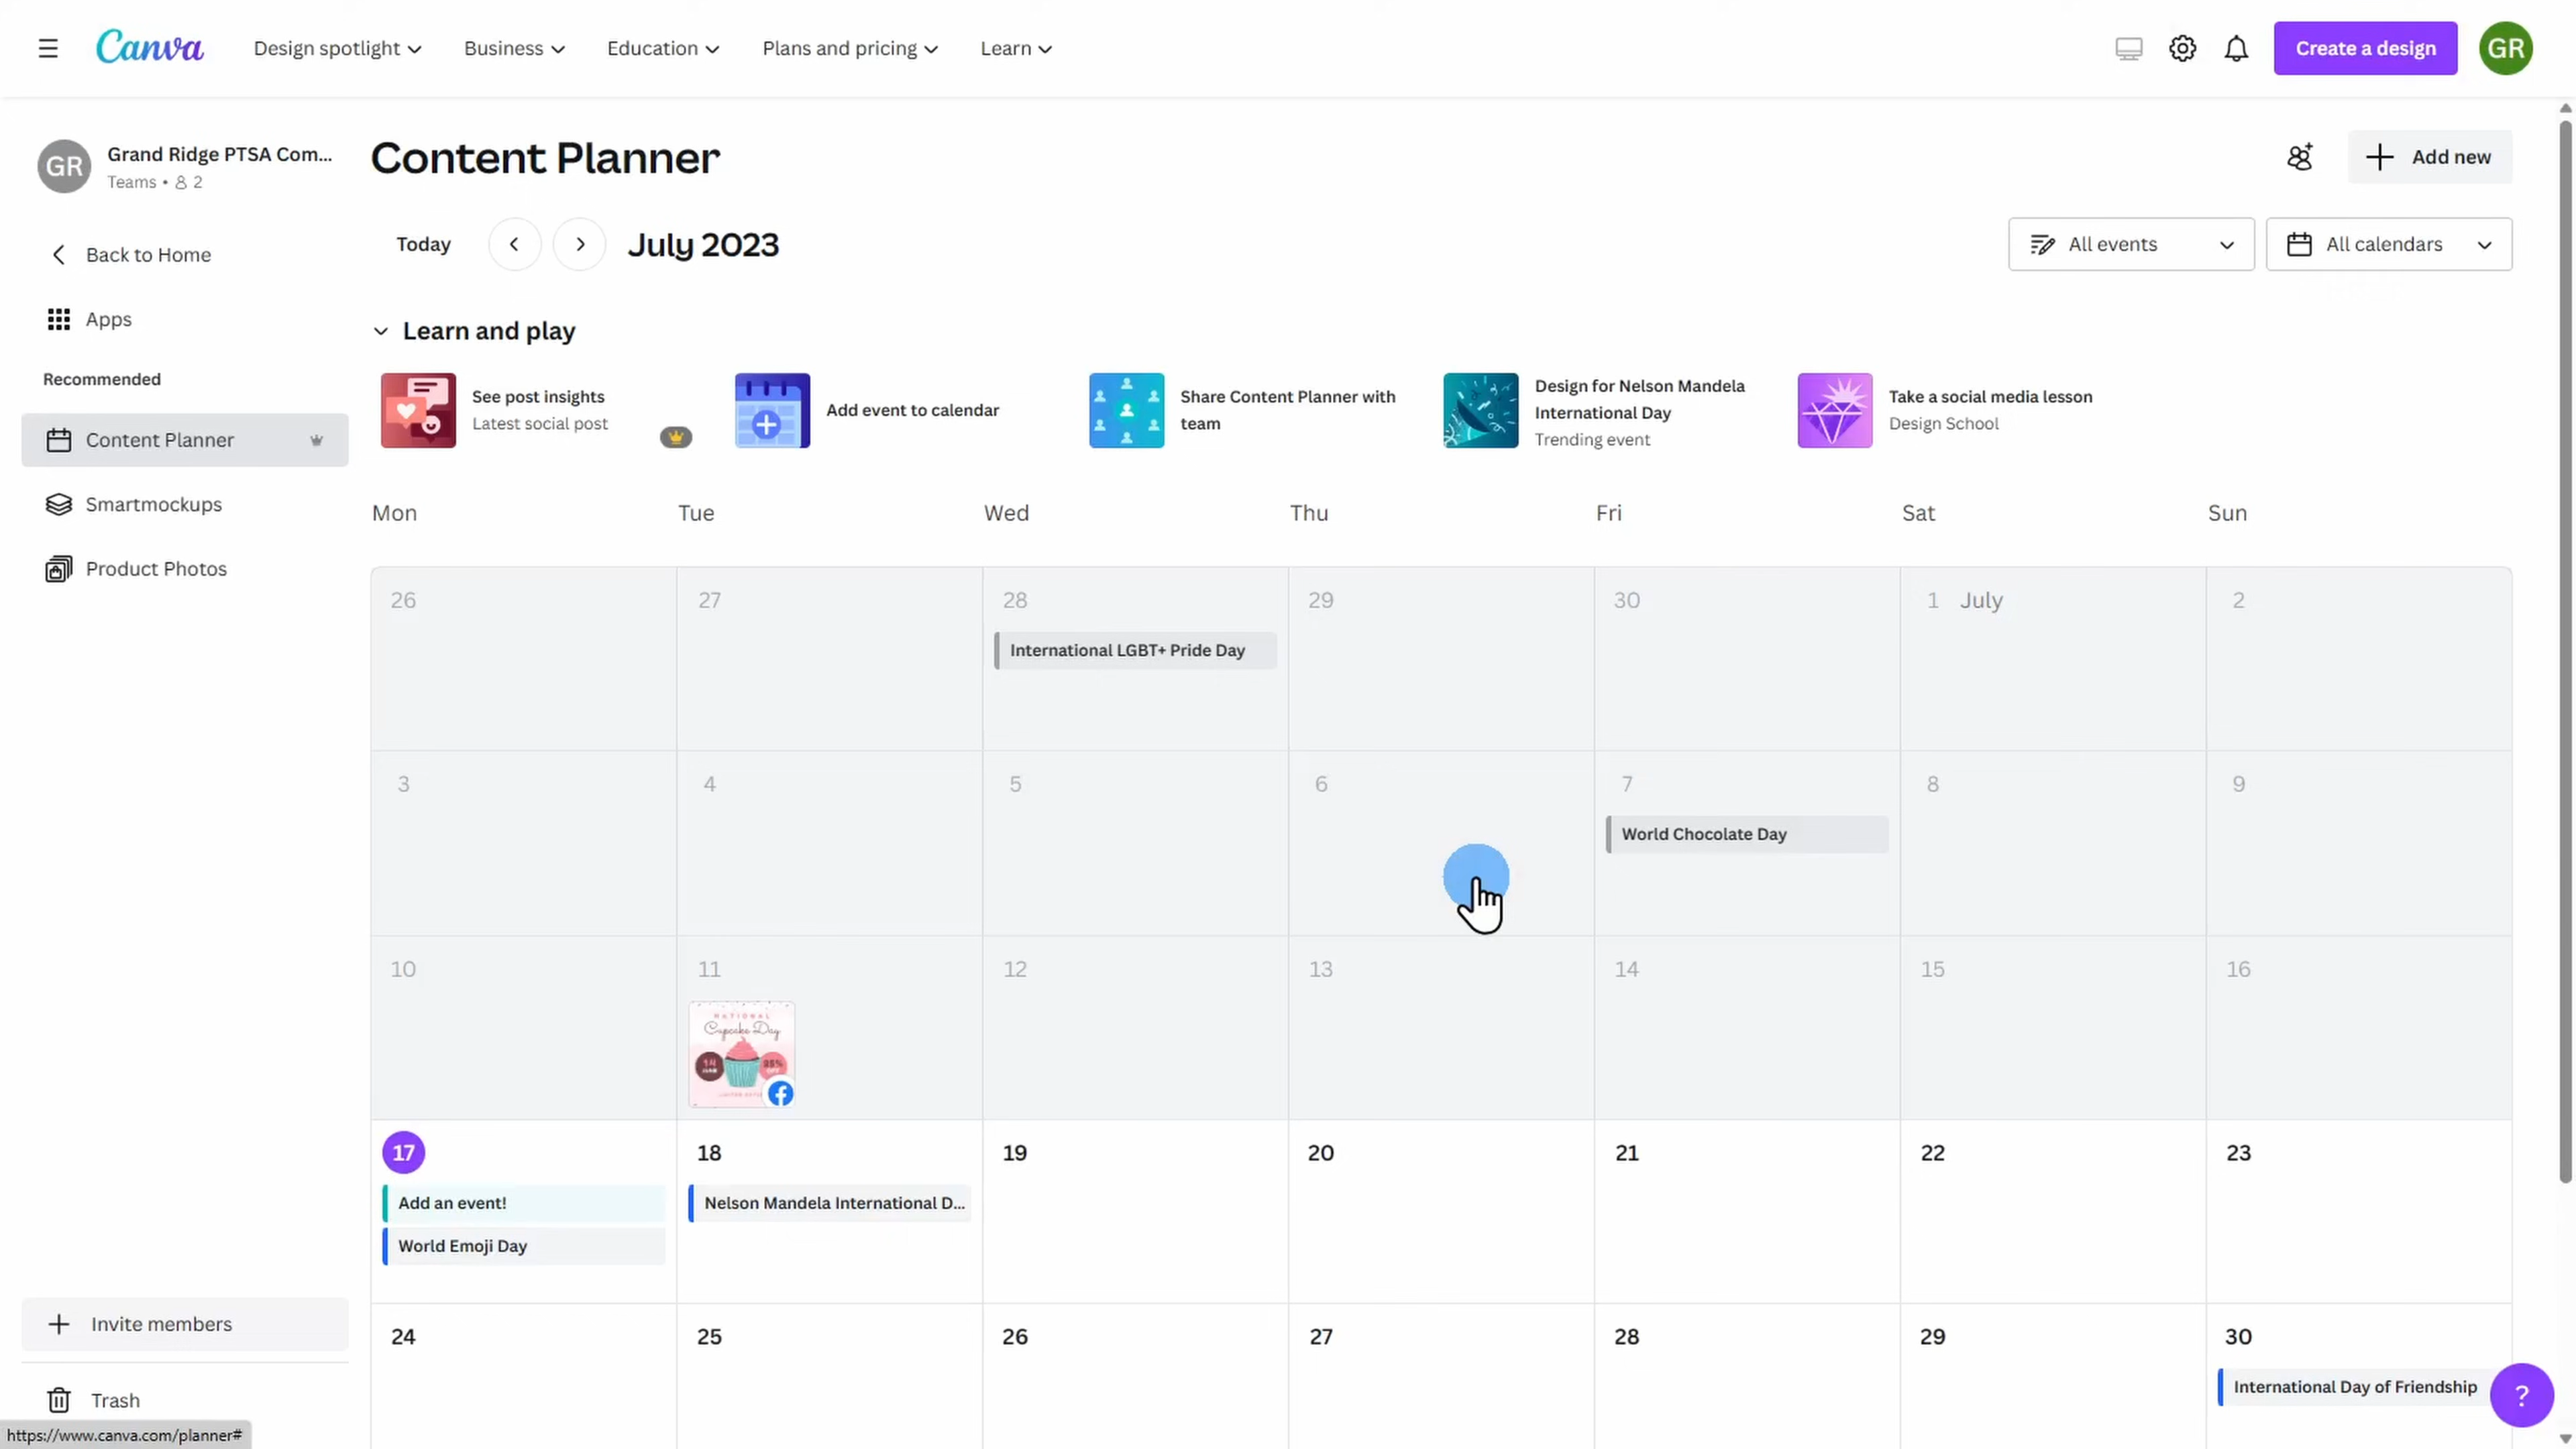 Canva
Design spotlight
Business
Education
Plans and pricing
Learn
Create a design
GR
GR
Grand Ridge PTSA Com...
Teams • 2
Back to Home
Apps
Recommended
Content Planner
Smartmockups
Product Photos
Invite members
Trash
https://www.canva.com/planner#
Content Planner
Add new
Today
July 2023
All events
All calendars
Learn and play
See post insights
Latest social post
Add event to calendar
Share Content Planner with
team
Design for Nelson Mandela
International Day
Trending event
Take a social media lesson
Design School
Mon
Tue
Wed
Thu
Fri
Sat
Sun
26
27
28
International LGBT+ Pride Day
29
30
1 July
2
3
4
5
6
7
World Chocolate Day
8
9
10
11
NATIONAL
Cupcake Day
12
13
14
15
16
17
Add an event!
World Emoji Day
18
Nelson Mandela International D...
19
20
21
22
23
24
25
26
27
28
29
30
International Day of Friendship
?